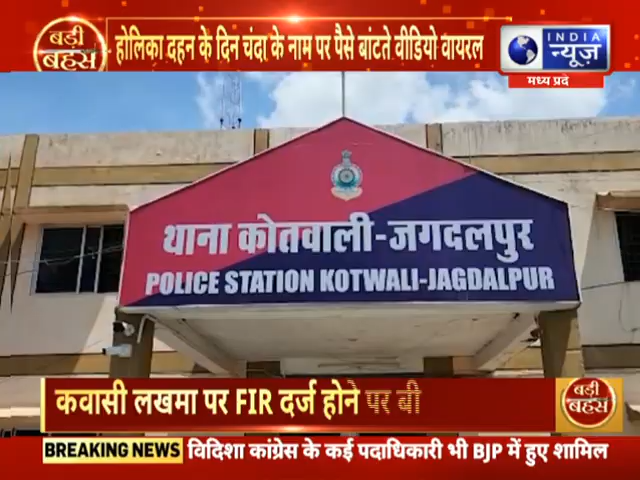 बड़ी बहस
होलिका दहन के दिन चंदा के नाम पर पैसे बांटते वीडियो वायरल
INDIA
न्यूज़
मध्य प्रदे
थाना कोतवाली-जगदलपुर
POLICE STATION KOTWALI-JAGDALPUR
कवासी लखमा पर FIR दर्ज होने पर बी
बड़ी बहस
BREAKING NEWS विदिशा कांग्रेस के कई पदाधिकारी भी BJP में हुए शामिल